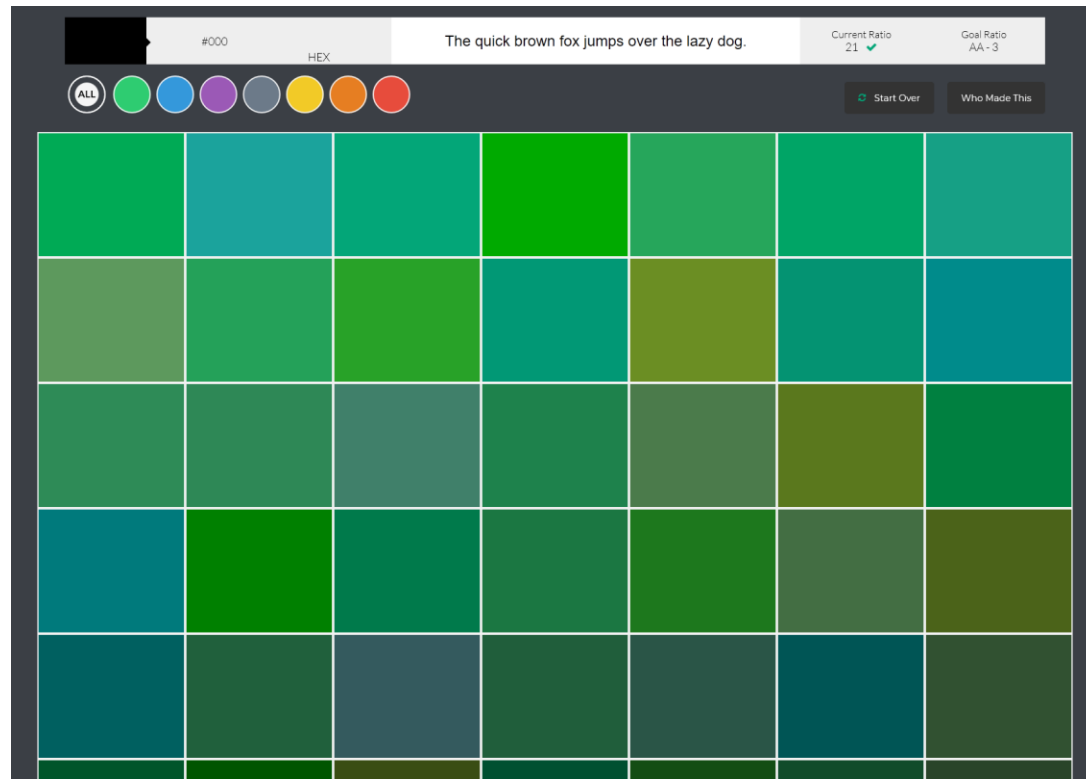 #000
HEX
The quick brown fox jumps over the lazy dog.
Current Ratio
21
Goal Ratio
AA - 3
ALL
Start Over
Who Made This